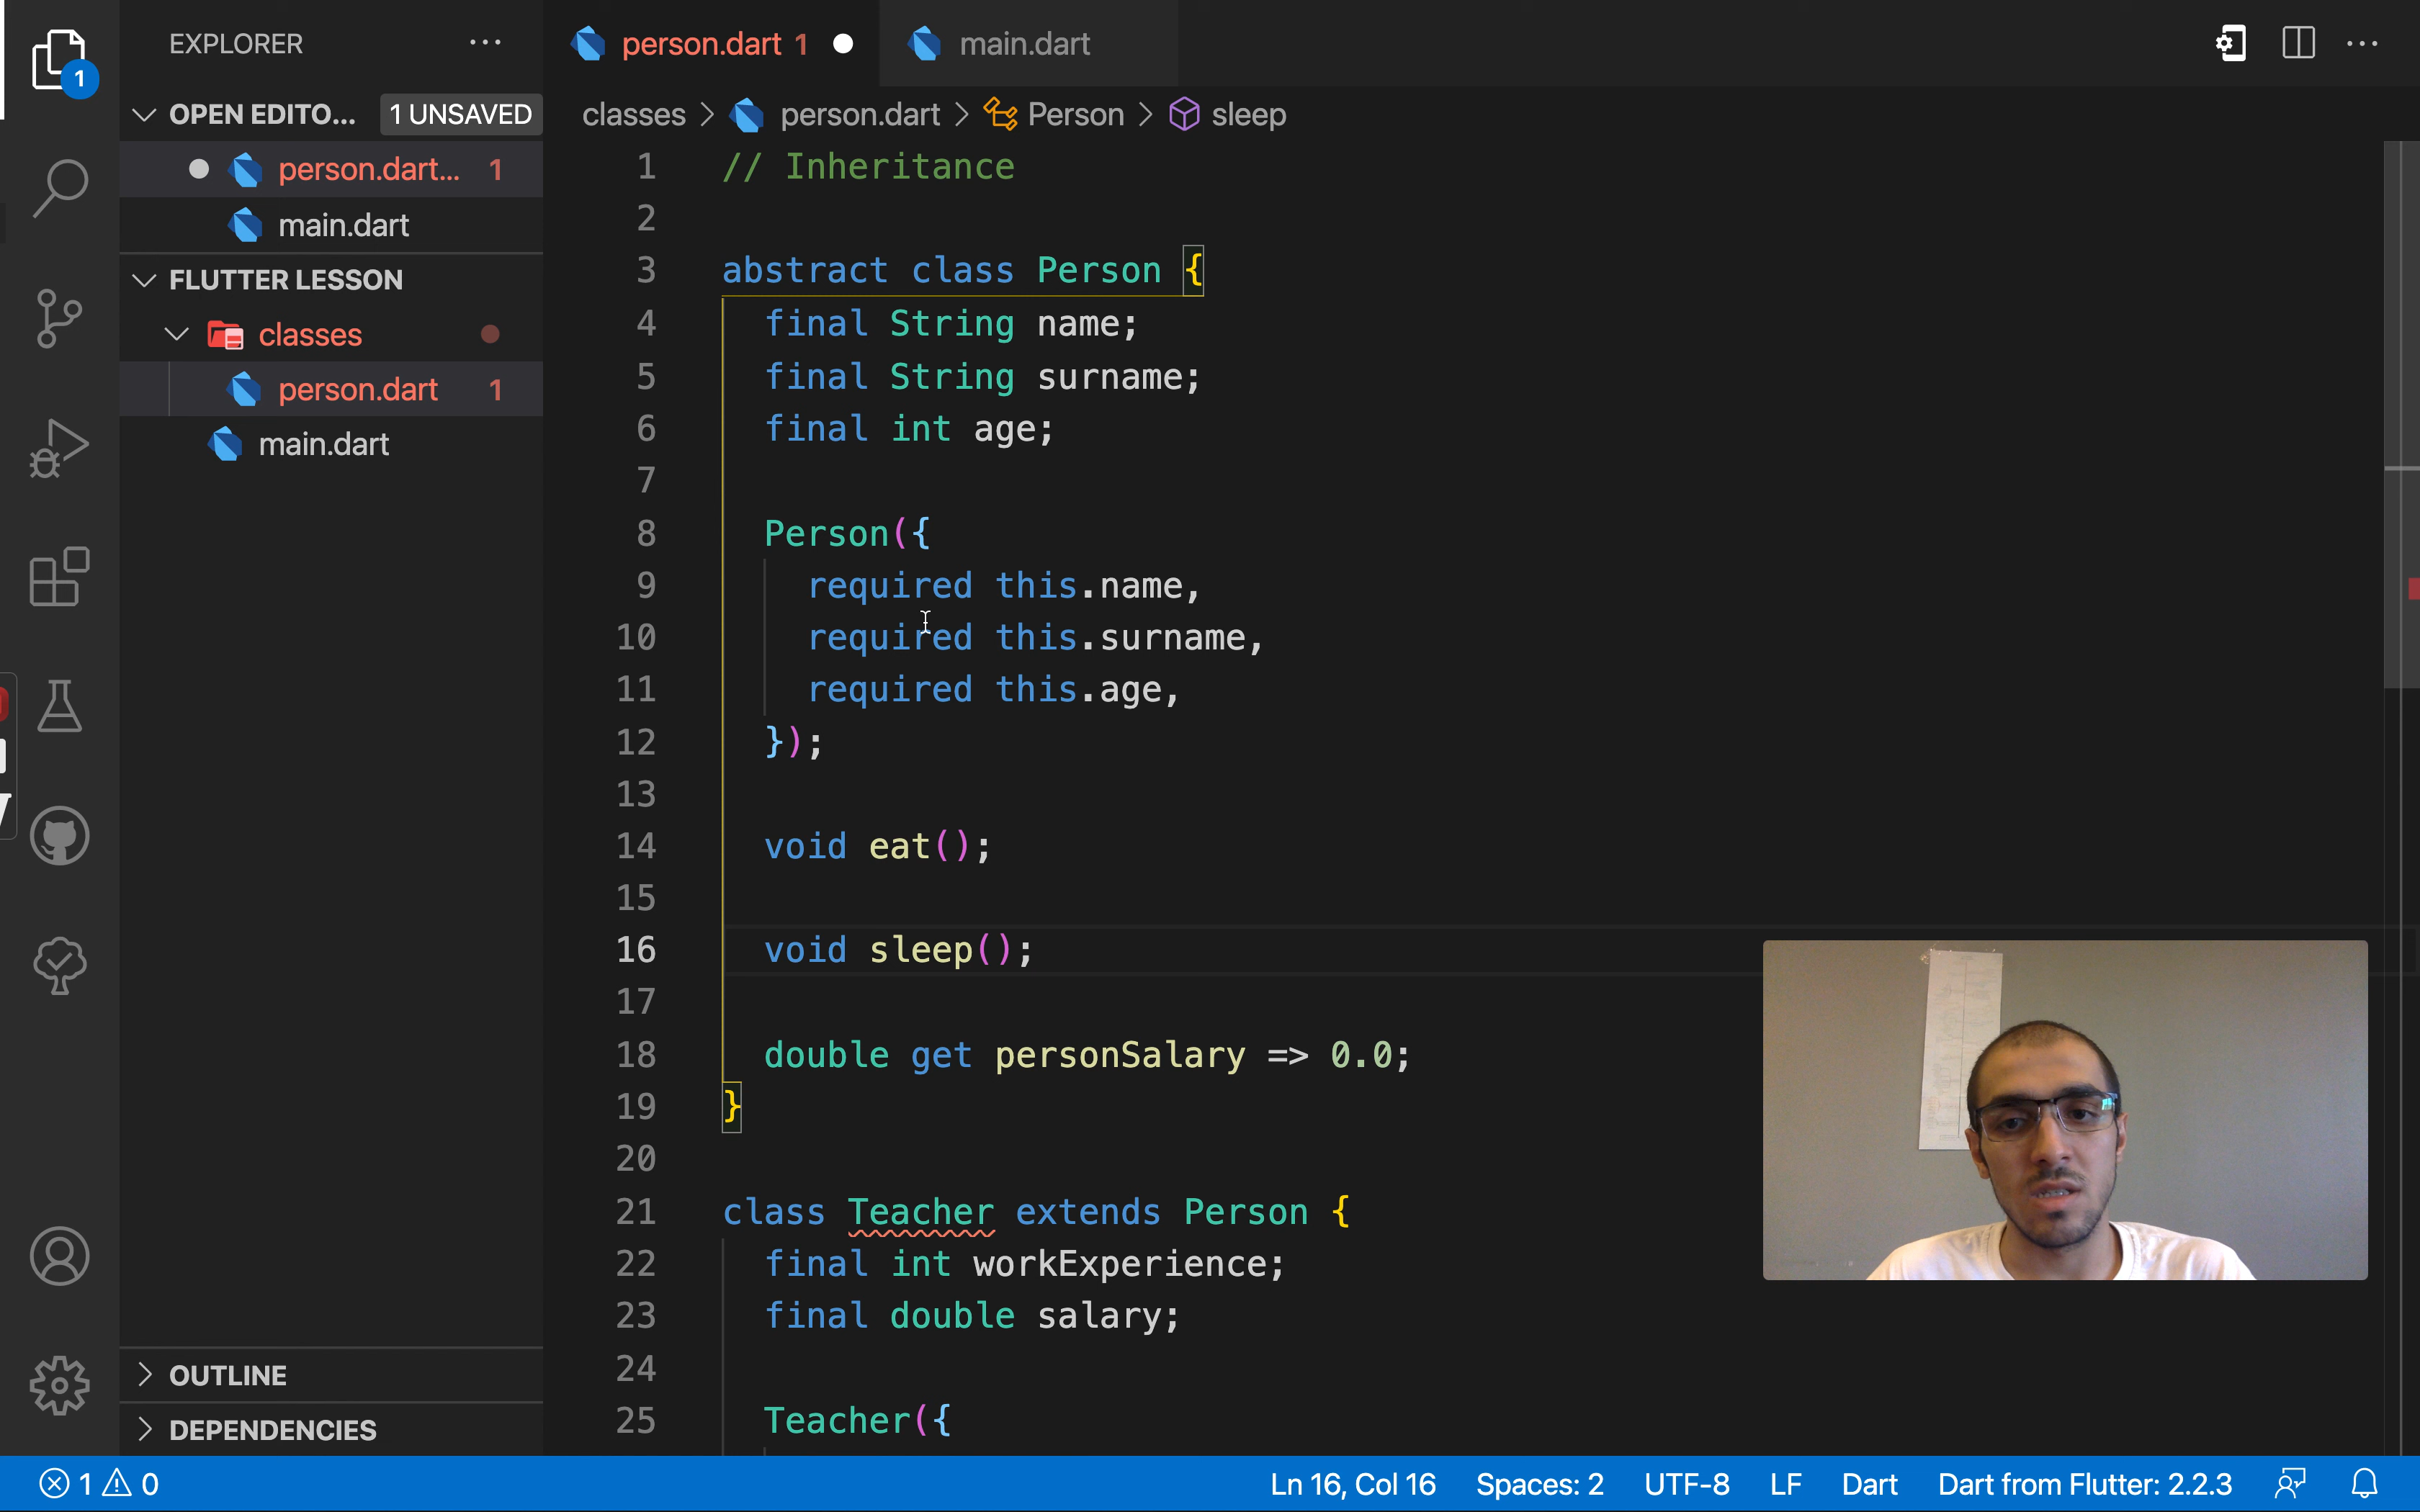 EXPLORER
OPEN EDITO... 1 UNSAVED
person.dart... 1
main.dart
FLUTTER LESSON
classes
person.dart 1
main.dart
OUTLINE
DEPENDENCIES
1
person.dart 1
main.dart
classes > person.dart > Person > sleep
1 // Inheritance
2
3 abstract class Person {
4 final String name;
5 final String surname;
6 final int age;
7
8 Person({
9 required this.name,
10 required this.surname,
11 required this.age,
12 });
13
14 void eat();
15
16 void sleep();
17
18 double get personSalary => 0.0;
19 }
20
21 class Teacher extends Person {
22 final int workExperience;
23 final double salary;
24
25 Teacher({
1 0 Ln 16, Col 16 Spaces: 2 UTF-8 LF Dart Dart from Flutter: 2.2.3